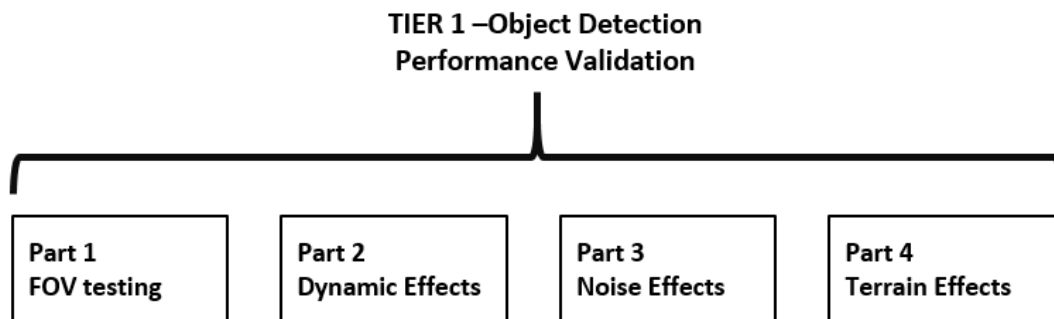 TIER 1 –Object Detection
Performance Validation
Part 1
FOV testing
Part 2
Dynamic Effects
Part 3
Noise Effects
Part 4
Terrain Effects